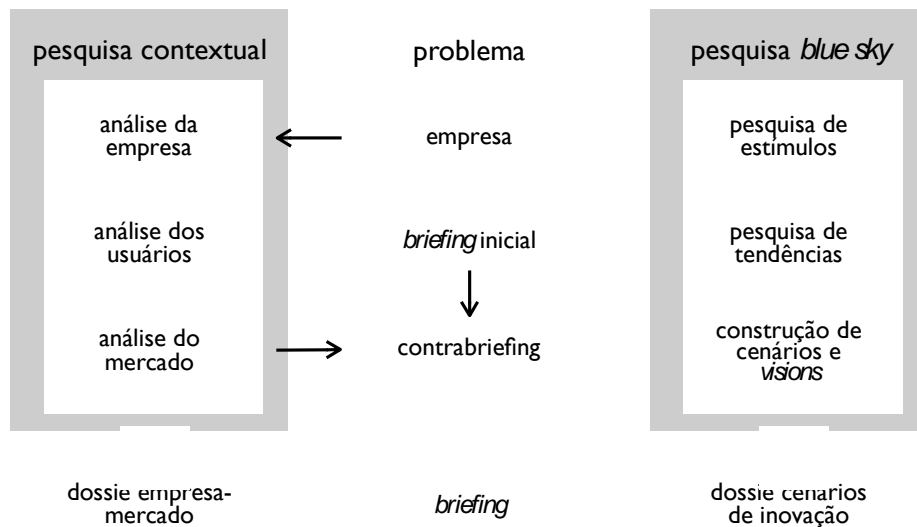 pesquisa contextual
análise da
empresa
análise dos
usuários
análise do
mercado
dossie empresa-
mercado
problema
empresa
briefing inicial
contrabriefing
briefing
pesquisa blue sky
pesquisa de
estímulos
pesquisa de
tendências
construção de
cenários e
visions
dossie cenarios
de inovação